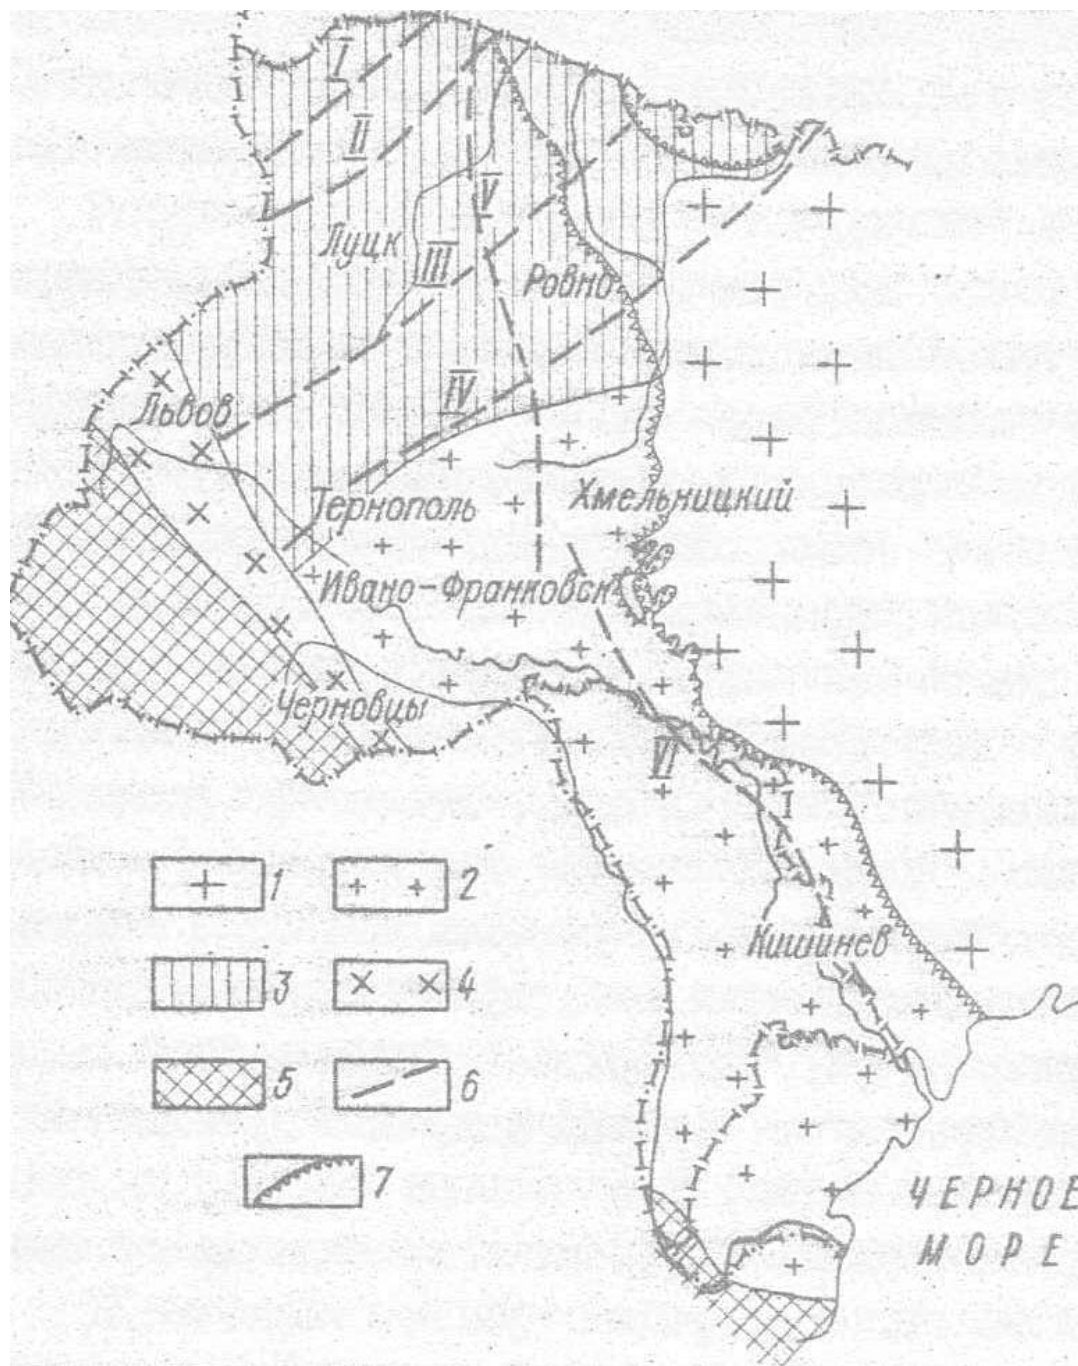 I
II
Луцк
V
III
Ровно
IV
Львов
Тернополь
Хмельницкий
Ивано-Франковск
Черновцы
VI
1
2
Кишинев
3
4
5
6
7
ЧЕРНОЕ
МОРЕ